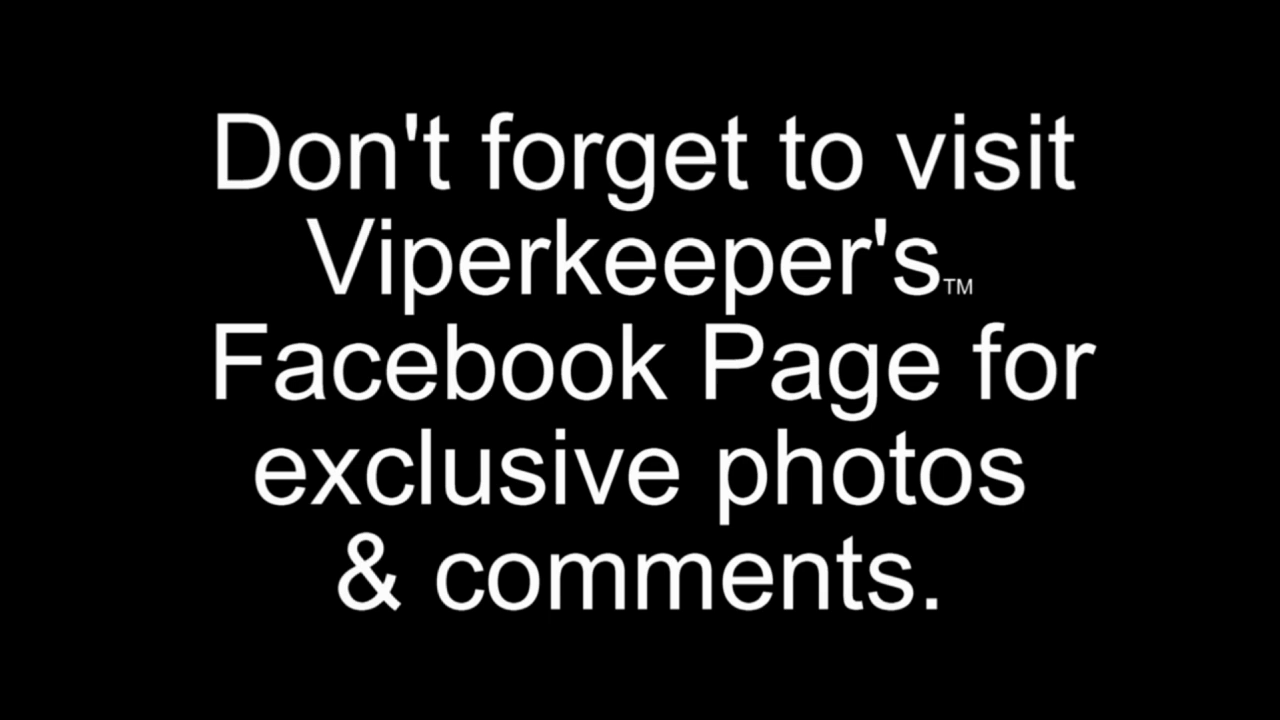 Don't forget to visit
Viperkeeper's™
Facebook Page for
exclusive photos
& comments.